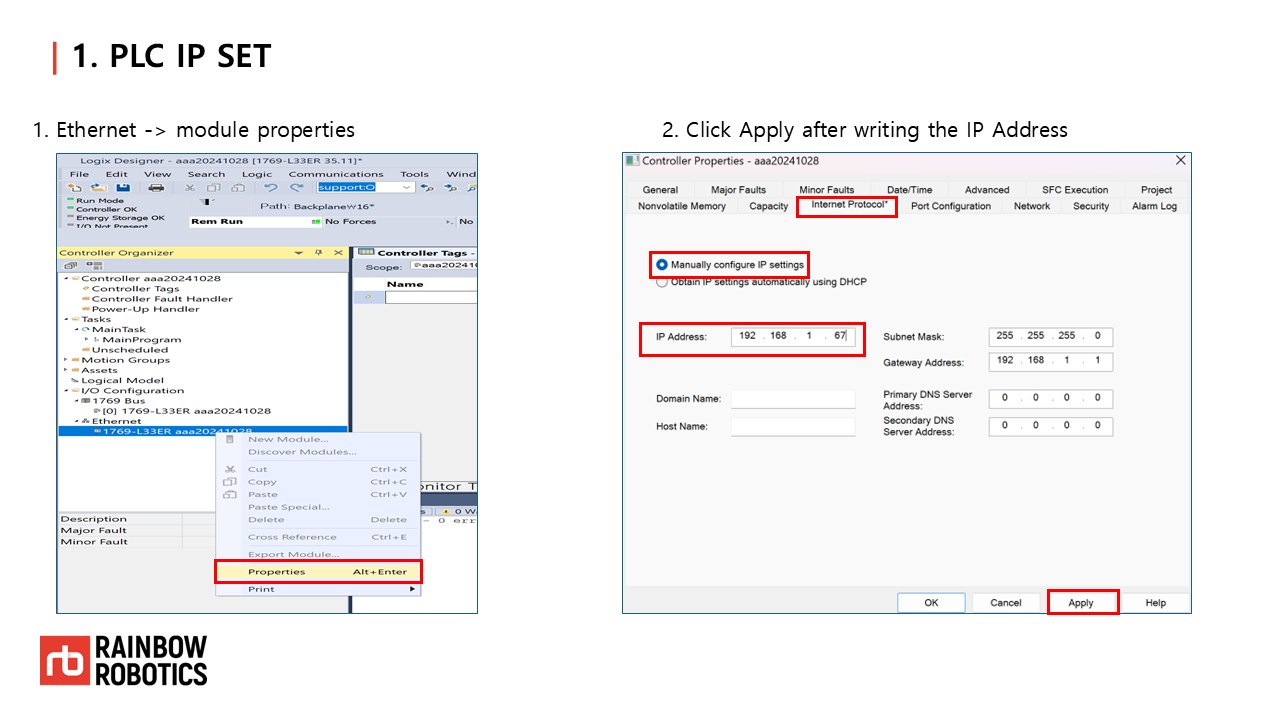 1. PLC IP SET
1. Ethernet -> module properties
Logix Designer - aaa20241028 [1769-L33ER 35.11]*
File Edit View Search Logic Communications Tools Wind
support:O
Run Mode
Controller OK
Energy Storage OK
I/O Not Present
Path: Backplane₩16*
Rem Run No Forces No
Controller Organizer
Controller Tags -
Scope: aaa20241
Name
Controller aaa20241028
Controller Tags
Controller Fault Handler
Power-Up Handler
Tasks
MainTask
MainProgram
Unscheduled
Motion Groups
Assets
Logical Model
I/O Configuration
1769 Bus
[0] 1769-L33ER aaa20241028
Ethernet
1769-L33ER aaa20241028
New Module...
Discover Modules...
Cut Ctrl+X
Copy Ctrl+C
Paste Ctrl+V
Paste Special...
Delete Delete
Cross Reference Ctrl+E
Export Module...
Properties Alt+Enter
Print
onitor T
s 0 Wa
- 0 err
Description
Major Fault
Minor Fault
2. Click Apply after writing the IP Address
Controller Properties - aaa20241028
General Major Faults Minor Faults Date/Time Advanced SFC Execution Project
Nonvolatile Memory Capacity Internet Protocol* Port Configuration Network Security Alarm Log
Manually configure IP settings
Obtain IP settings automatically using DHCP
IP Address: 192 . 168 . 1 . 67
Subnet Mask: 255 . 255 . 255 . 0
Gateway Address: 192 . 168 . 1 . 1
Domain Name:
Primary DNS Server
Address: 0 . 0 . 0 . 0
Host Name:
Secondary DNS
Server Address: 0 . 0 . 0 . 0
OK Cancel Apply Help
rb RAINBOW
ROBOTICS